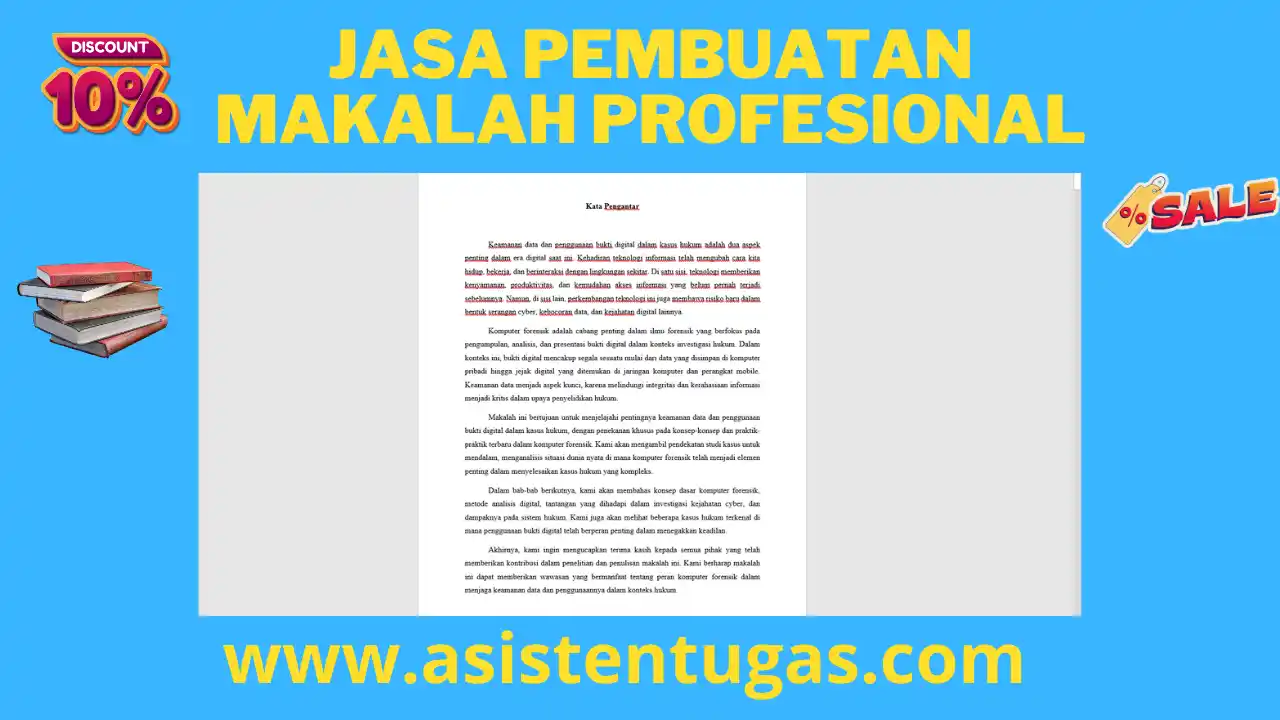 DISCOUNT
10%
JASA PEMBUATAN
MAKALAH PROFESIONAL
% SALE
Kata Pengantar
Keamanan data dan penggunaan bukti digital dalam kasus hukum adalah dua aspek
penting dalam era digital saat ini. Kehadiran teknologi informasi telah mengubah cara kita
hidup, bekerja, dan berinteraksi dengan lingkungan sekitar. Di satu sisi, teknologi memberikan
kenyamanan, produktivitas, dan kemudahan akses informasi yang belum pernah terjadi
sebelumnya. Namun, di sisi lain, perkembangan teknologi ini juga membawa risiko baru dalam
bentuk serangan cyber, kebocoran data, dan kejahatan digital lainnya.
Komputer forensik adalah cabang penting dalam ilmu forensik yang berfokus pada
pengumpulan, analisis, dan presentasi bukti digital dalam konteks investigasi hukum. Dalam
konteks ini, bukti digital mencakup segala sesuatu mulai dari data yang disimpan di komputer
pribadi hingga jejak digital yang ditemukan di jaringan komputer dan perangkat mobile.
Keamanan data menjadi aspek kunci, karena melindungi integritas dan kerahasiaan informasi
menjadi kritis dalam upaya penyelidikan hukum.
Makalah ini bertujuan untuk menjelajahi pentingnya keamanan data dan penggunaan
bukti digital dalam kasus hukum, dengan penekanan khusus pada konsep-konsep dan praktik-
praktik terbaru dalam komputer forensik. Kami akan mengambil pendekatan studi kasus untuk
mendalam, menganalisis situasi dunia nyata di mana komputer forensik telah menjadi elemen
penting dalam menyelesaikan kasus hukum yang kompleks.
Dalam bab-bab berikutnya, kami akan membahas konsep dasar komputer forensik,
metode analisis digital, tantangan yang dihadapi dalam investigasi kejahatan cyber, dan
dampaknya pada sistem hukum. Kami juga akan melihat beberapa kasus hukum terkenal di
mana penggunaan bukti digital telah berperan penting dalam menegakkan keadilan.
Akhirnya, kami ingin mengucapkan terima kasih kepada semua pihak yang telah
memberikan kontribusi dalam penelitian dan penulisan makalah ini. Kami berharap makalah
ini dapat memberikan wawasan yang bermanfaat tentang peran komputer forensik dalam
menjaga keamanan data dan penggunaannya dalam konteks hukum.
www.asistentugas.com